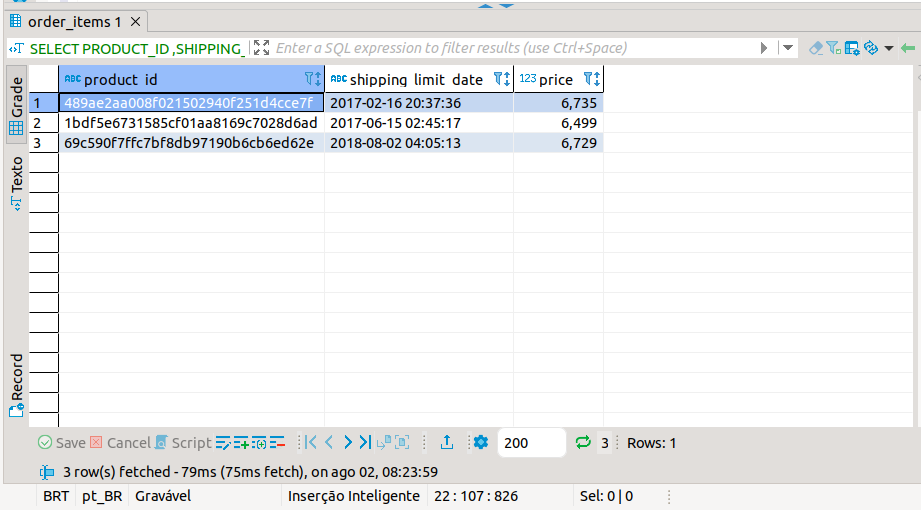 order_items 1
SELECT PRODUCT_ID ,SHIPPING_ Enter a SQL expression to filter results (use Ctrl+Space)
Grade
Texto
Record
ABC product_id ABC shipping_limit_date 123 price
1 489ae2aa008f021502940f251d4cce7f 2017-02-16 20:37:36 6,735
2 1bdf5e6731585cf01aa8169c7028d6ad 2017-06-15 02:45:17 6,499
3 69c590f7ffc7bf8db97190b6cb6ed62e 2018-08-02 04:05:13 6,729
Save Cancel Script 200 3 Rows: 1
3 row(s) fetched - 79ms (75ms fetch), on ago 02, 08:23:59
BRT pt_BR Gravável Inserção Inteligente 22 : 107 : 826 Sel: 0 | 0